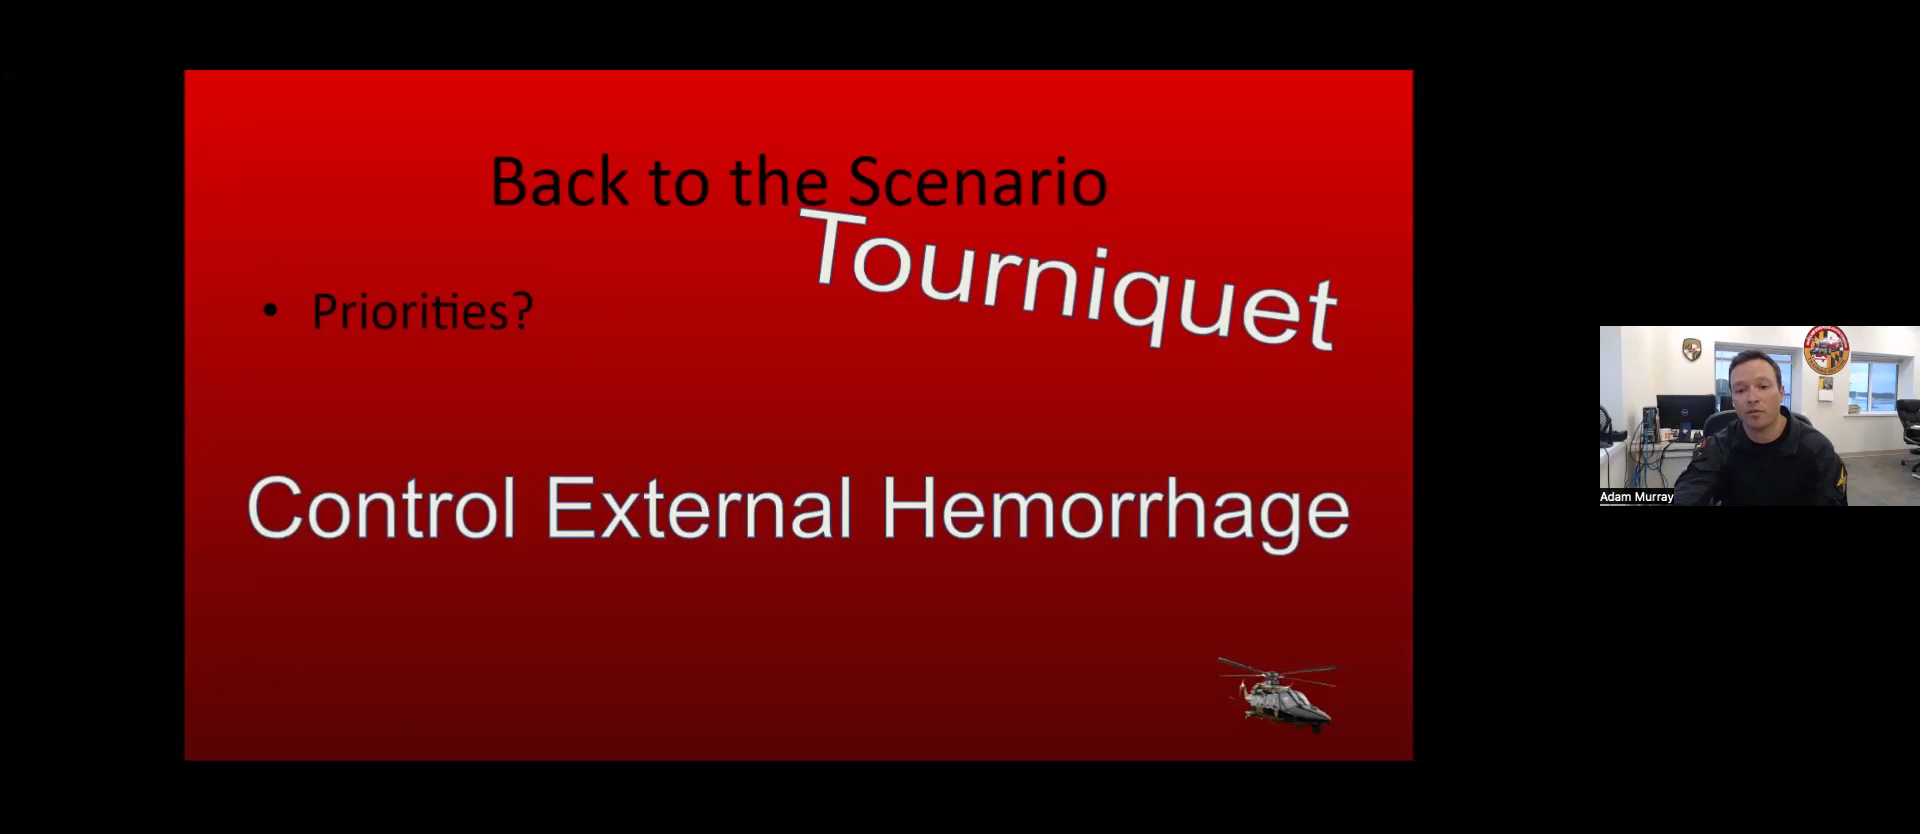 Back to the Scenario
Tourniquet
• Priorities?
Control External Hemorrhage
Adam Murray